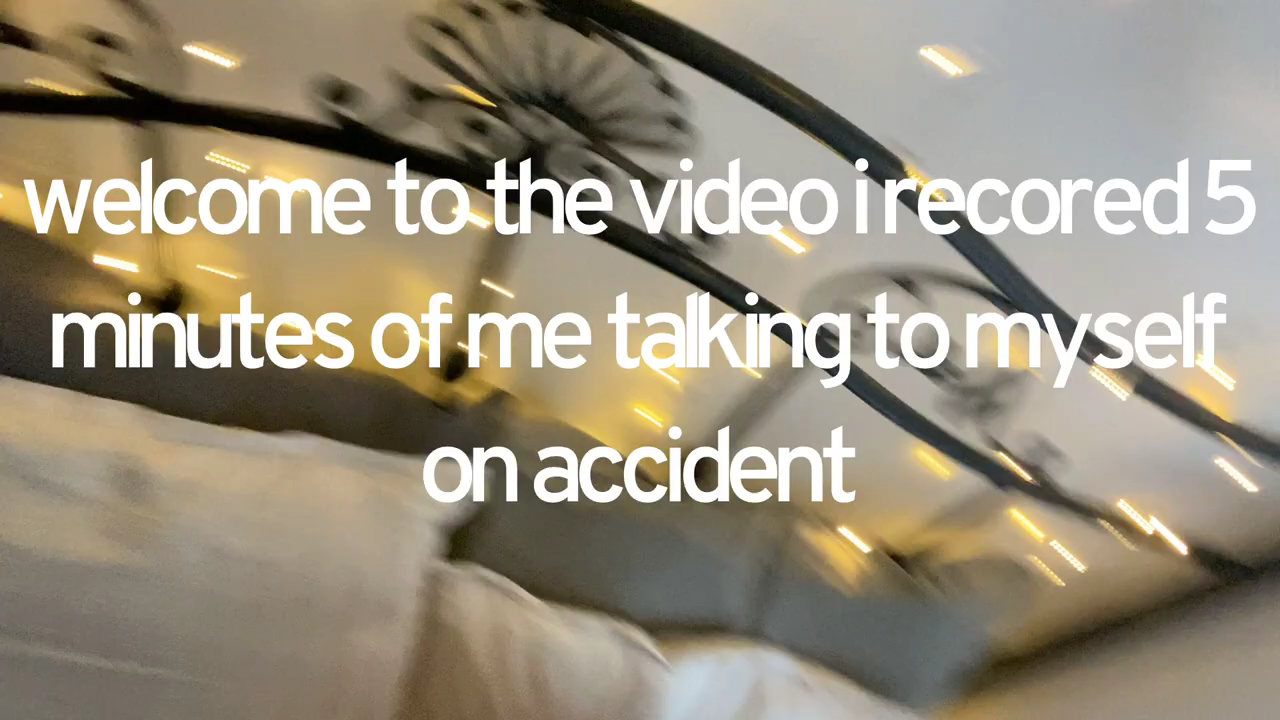 welcome to the video i recored 5
minutes of me talking to myself
on accident